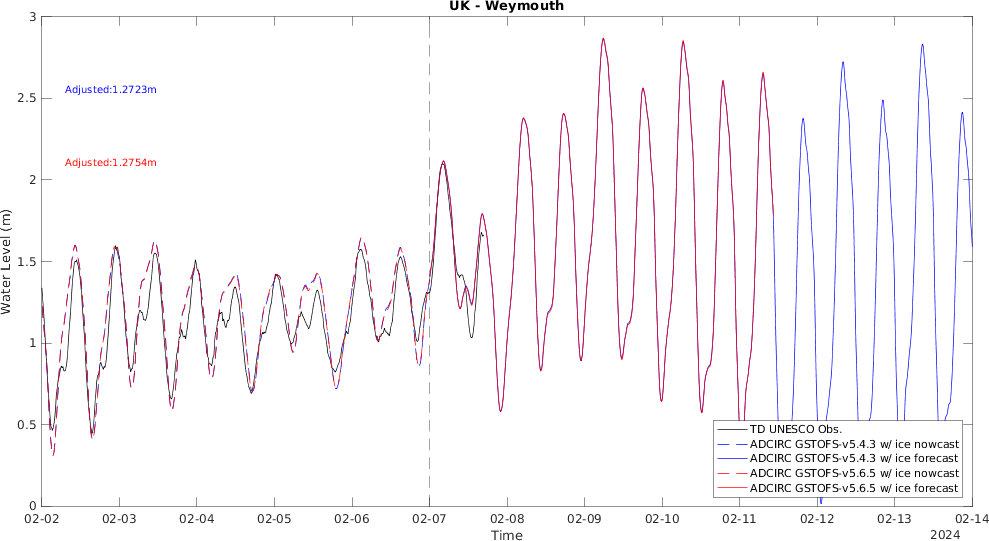 UK - Weymouth
3
2.5
2
1.5
1
0.5
0
Water Level (m)
Adjusted:1.2723m
Adjusted:1.2754m
TD UNESCO Obs.
ADCIRC GSTOFS-v5.4.3 w/ ice nowcast
ADCIRC GSTOFS-v5.4.3 w/ ice forecast
ADCIRC GSTOFS-v5.6.5 w/ ice nowcast
ADCIRC GSTOFS-v5.6.5 w/ ice forecast
02-02 02-03 02-04 02-05 02-06 02-07 02-08 02-09 02-10 02-11 02-12 02-13 02-14
Time
2024